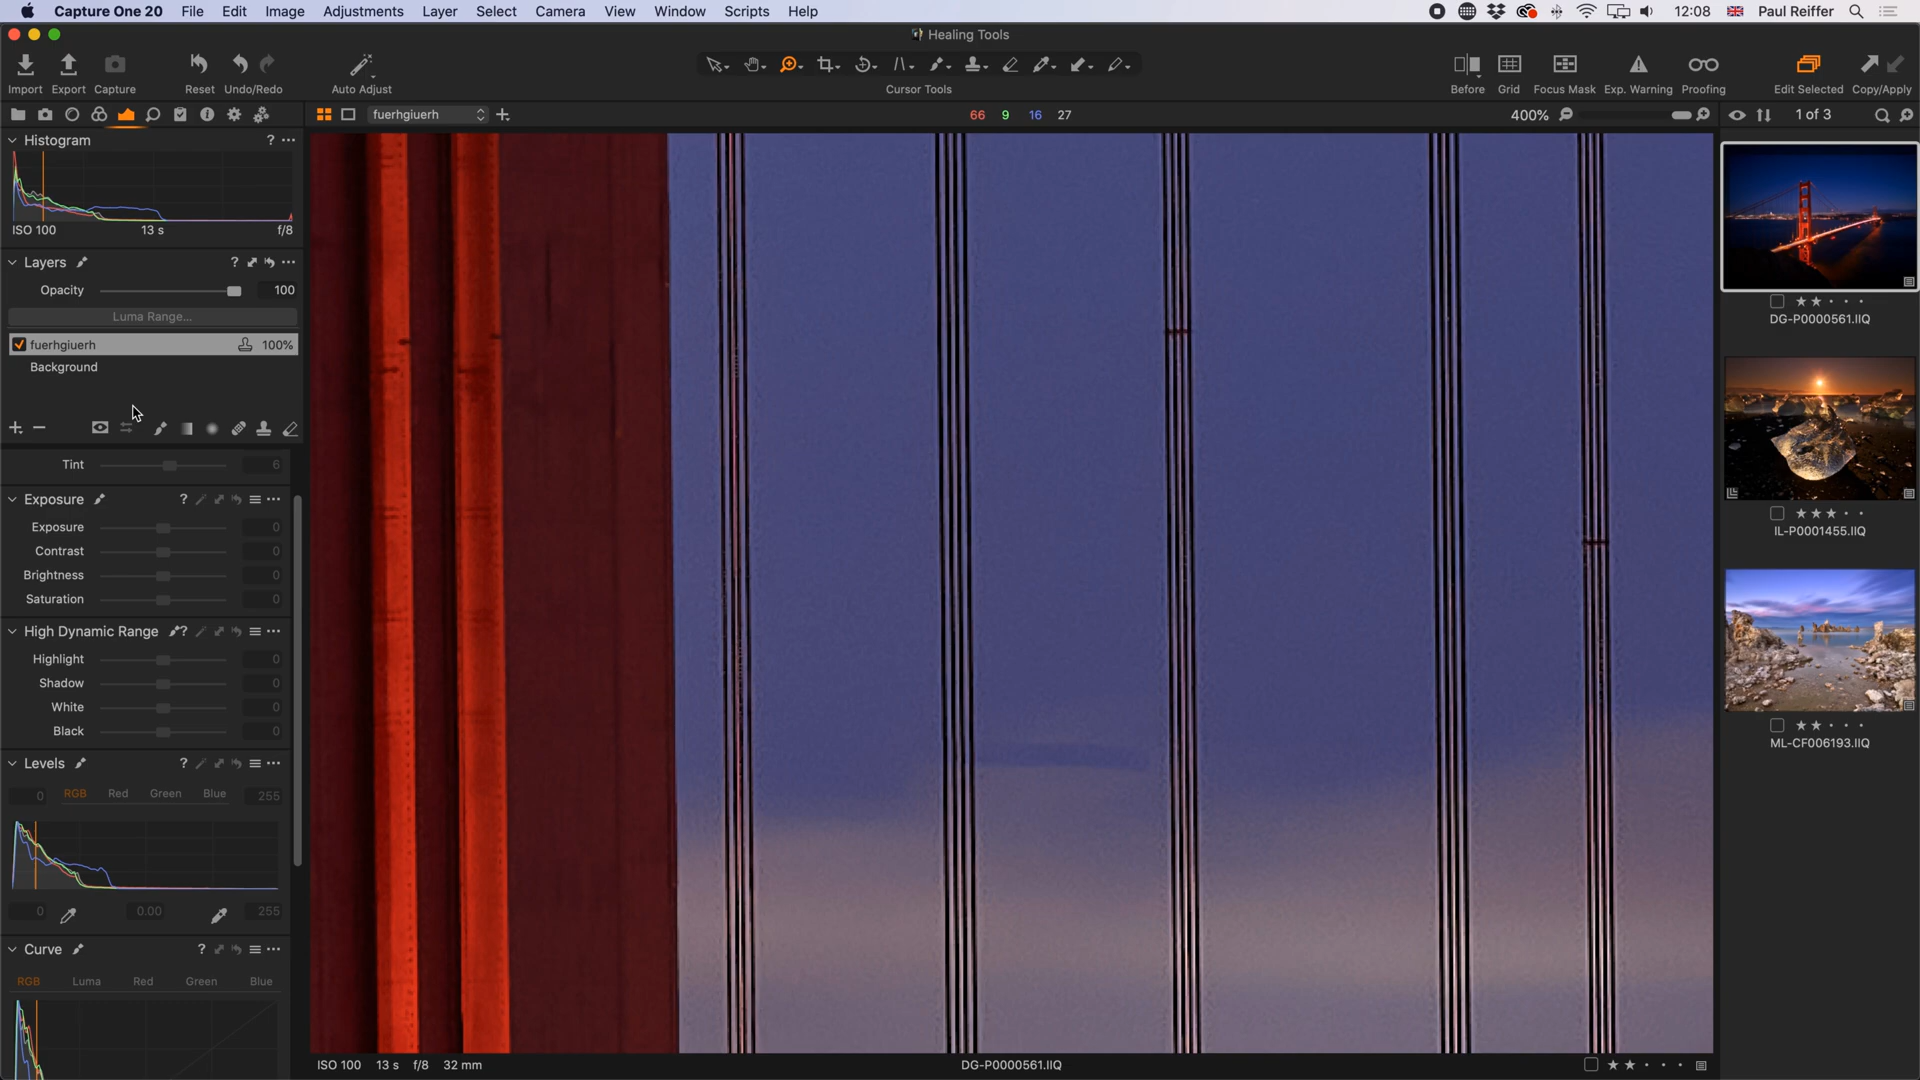 Capture One 20 File Edit Image Adjustments Layer Select Camera View Window Scripts Help 12:08 Paul Reiffer
Healing Tools
Import Export Capture Reset Undo/Redo Auto Adjust Cursor Tools Before Grid Focus Mask Exp. Warning Proofing Edit Selected Copy/Apply
fuerhgiuerh 66 9 16 27 400% 1 of 3
Histogram ?
ISO 100 13 s f/8
Layers ?
Opacity 100
Luma Range...
fuerhgiuerh 100%
Background
Tint 6
Exposure ?
Exposure 0
Contrast 0
Brightness 0
Saturation 0
High Dynamic Range ?
Highlight 0
Shadow 0
White 0
Black 0
Levels ?
0 RGB Red Green Blue 255
0 0.00 255
Curve ?
RGB Luma Red Green Blue
ISO 100 13 s f/8 32 mm DG-P0000561.IIQ
DG-P0000561.IIQ
IL-P0001455.IIQ
ML-CF006193.IIQ